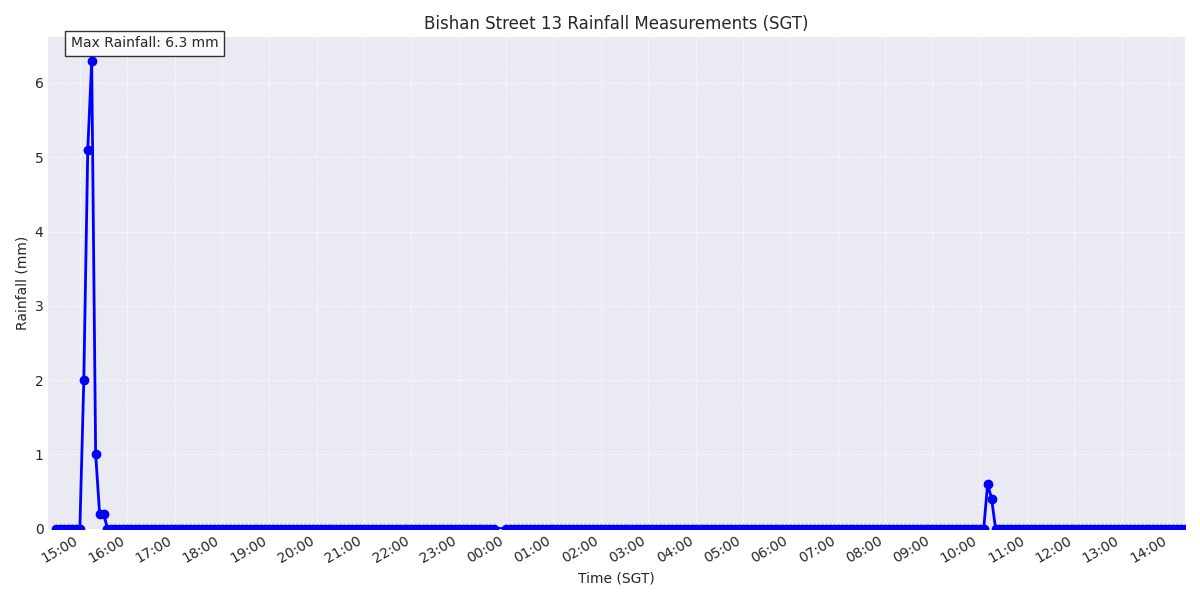 Bishan Street 13 Rainfall Measurements (SGT)
Max Rainfall: 6.3 mm
Rainfall (mm)
6
5
4
3
2
1
0
15:00 16:00 17:00 18:00 19:00 20:00 21:00 22:00 23:00 00:00 01:00 02:00 03:00 04:00 05:00 06:00 07:00 08:00 09:00 10:00 11:00 12:00 13:00 14:00
Time (SGT)